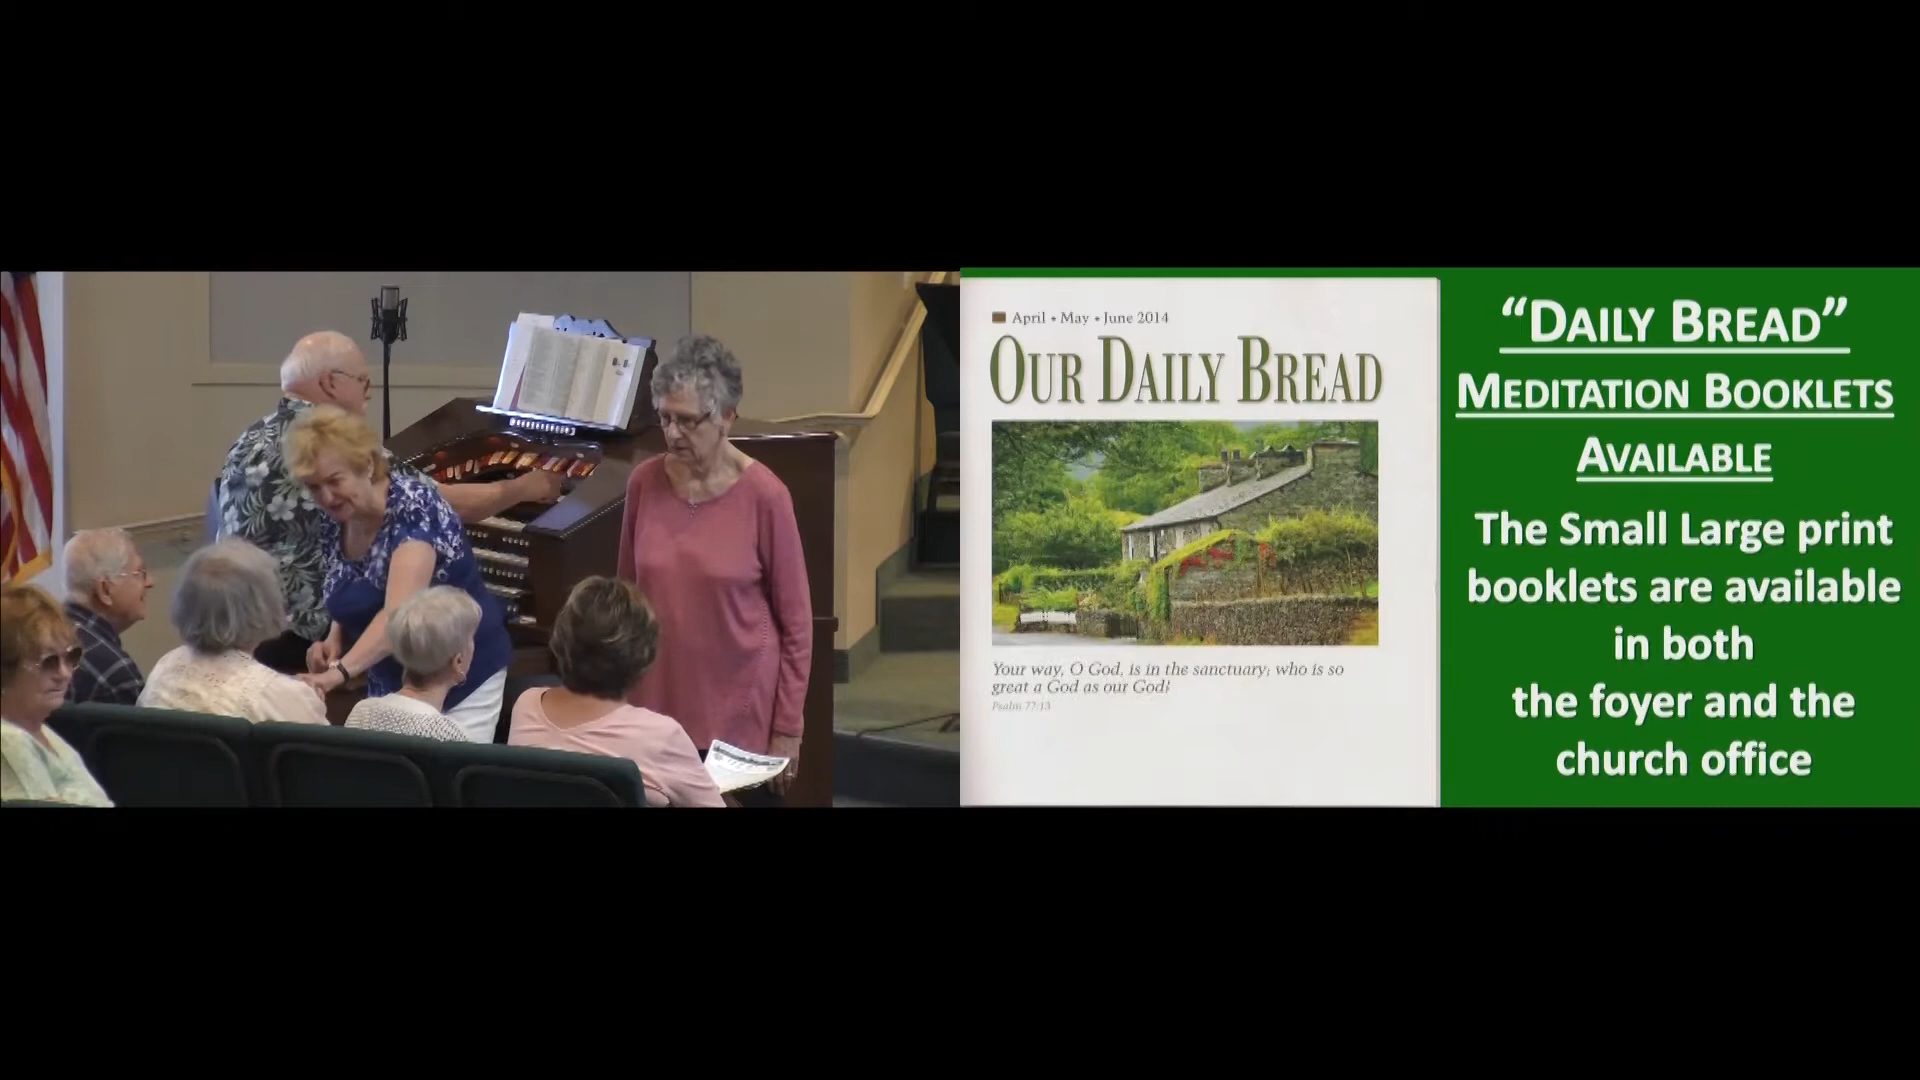 April • May • June 2014
OUR DAILY BREAD
Your way, O God, is in the sanctuary; who is so
great a God as our God?
Psalm 77:13
“DAILY BREAD”
MEDITATION BOOKLETS
AVAILABLE
The Small Large print
booklets are available
in both
the foyer and the
church office